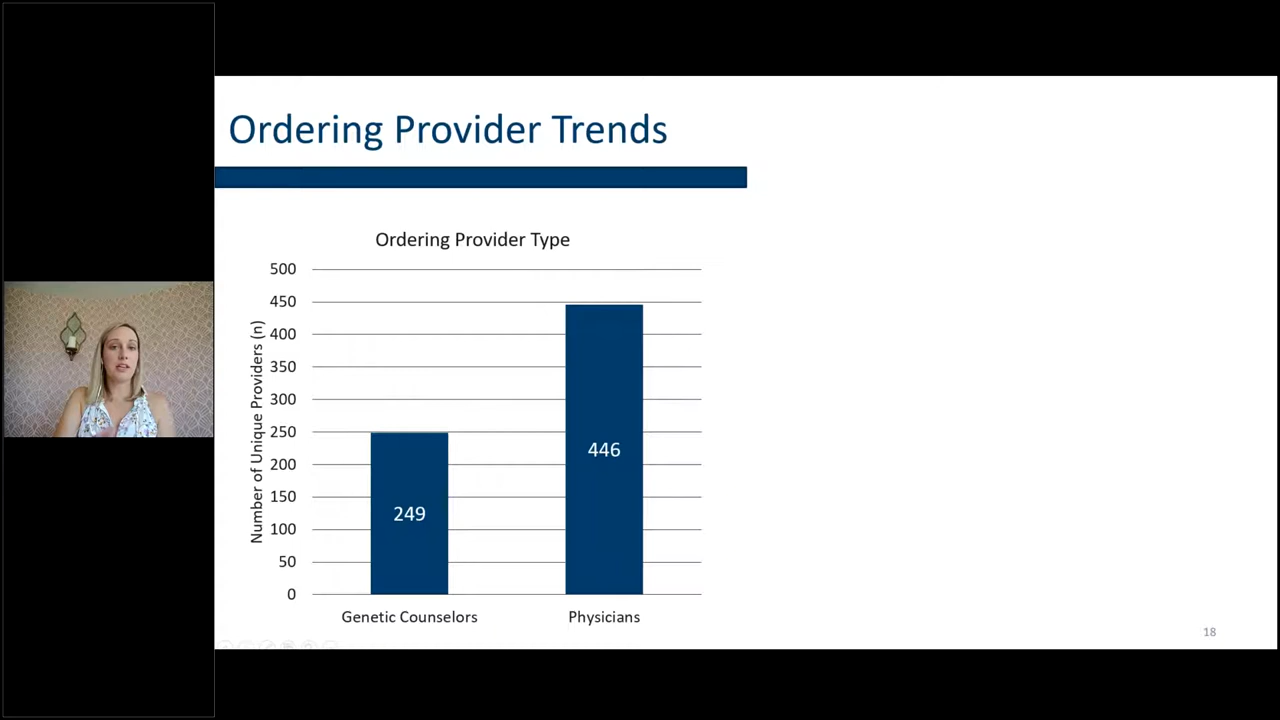 Ordering Provider Trends
Ordering Provider Type
Number of Unique Providers (n)
500
450
400
350
300
250
200
150
100
50
0
249
446
Genetic Counselors
Physicians
18